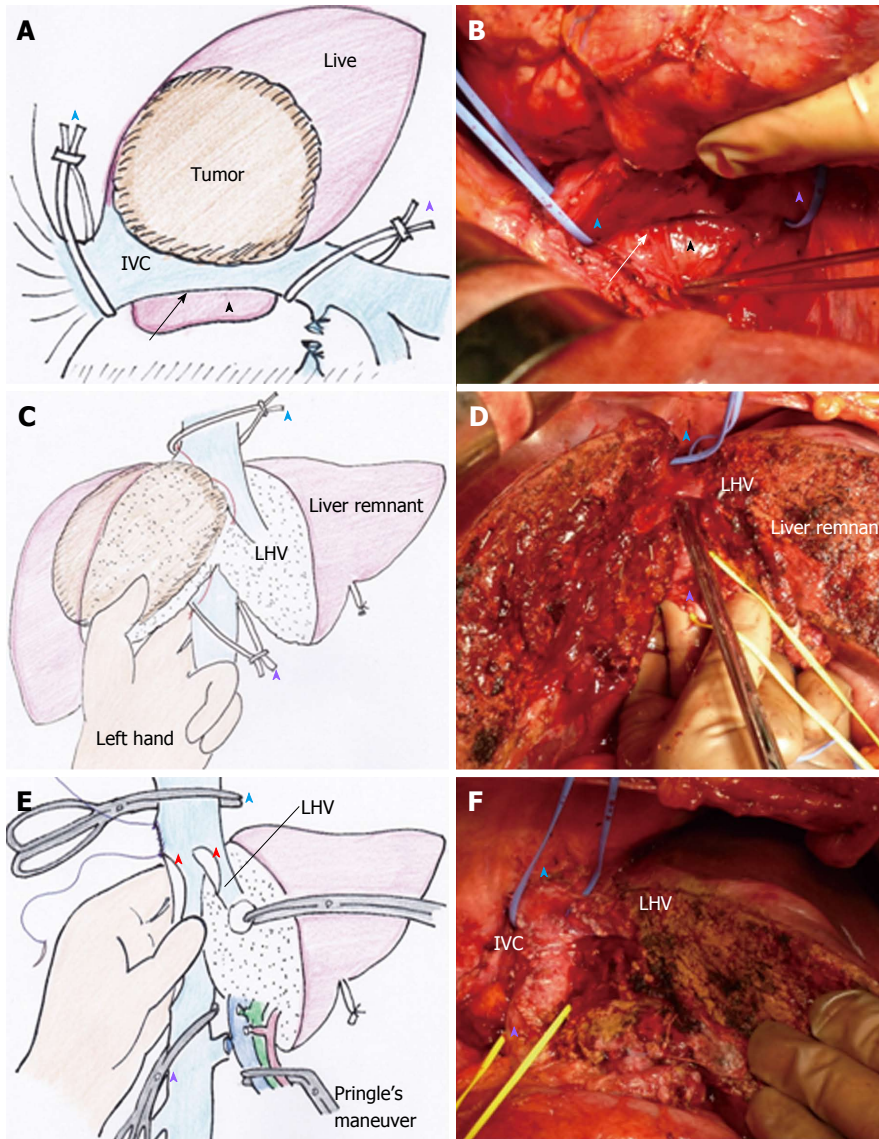 A
Live
Tumor
IVC
B
C
Liver remnant
LHV
Left hand
D
LHV
Liver remnan
E
LHV
Pringle's
maneuver
F
LHV
IVC